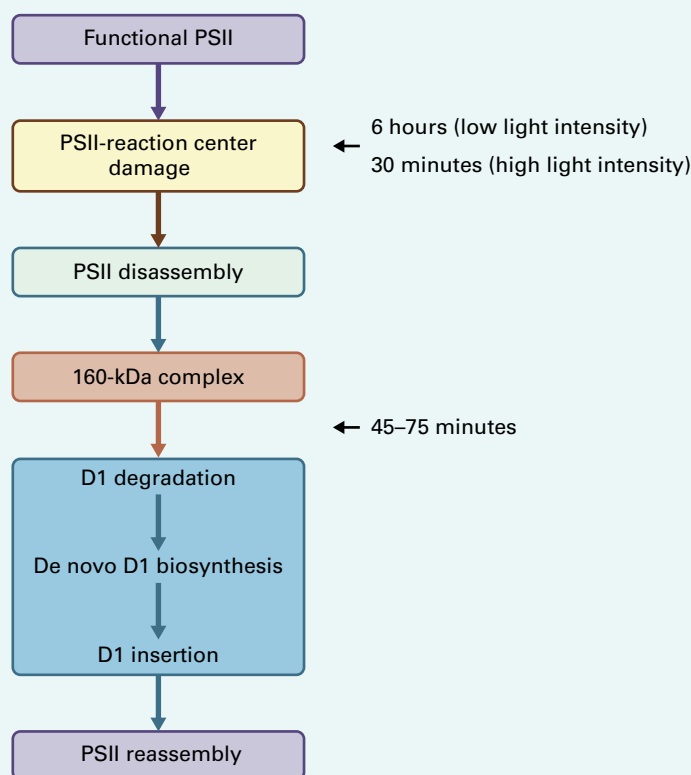 Functional PSII
PSII-reaction center
damage
6 hours (low light intensity)
30 minutes (high light intensity)
PSII disassembly
160-kDa complex
45–75 minutes
D1 degradation
De novo D1 biosynthesis
D1 insertion
PSII reassembly